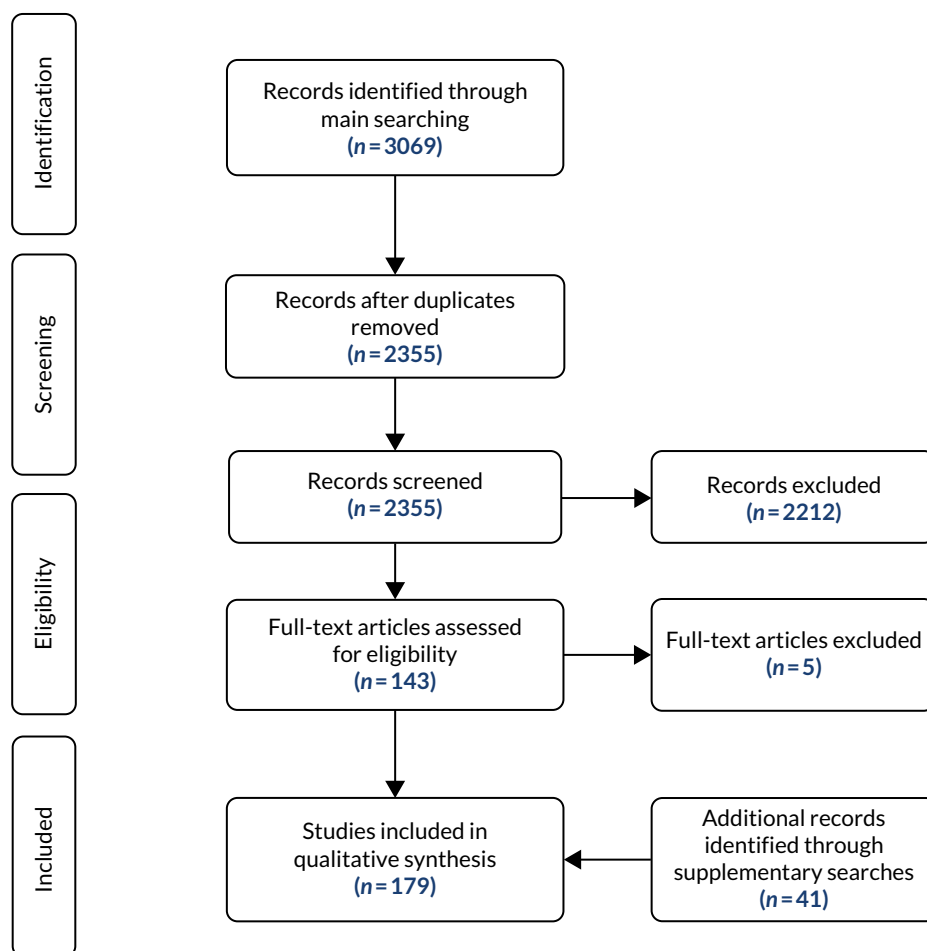 Identification
Records identified through
main searching
(n = 3069)
Screening
Records after duplicates
removed
(n = 2355)
Records screened
(n = 2355)
Records excluded
(n = 2212)
Eligibility
Full-text articles assessed
for eligibility
(n = 143)
Full-text articles excluded
(n = 5)
Included
Studies included in
qualitative synthesis
(n = 179)
Additional records
identified through
supplementary searches
(n = 41)